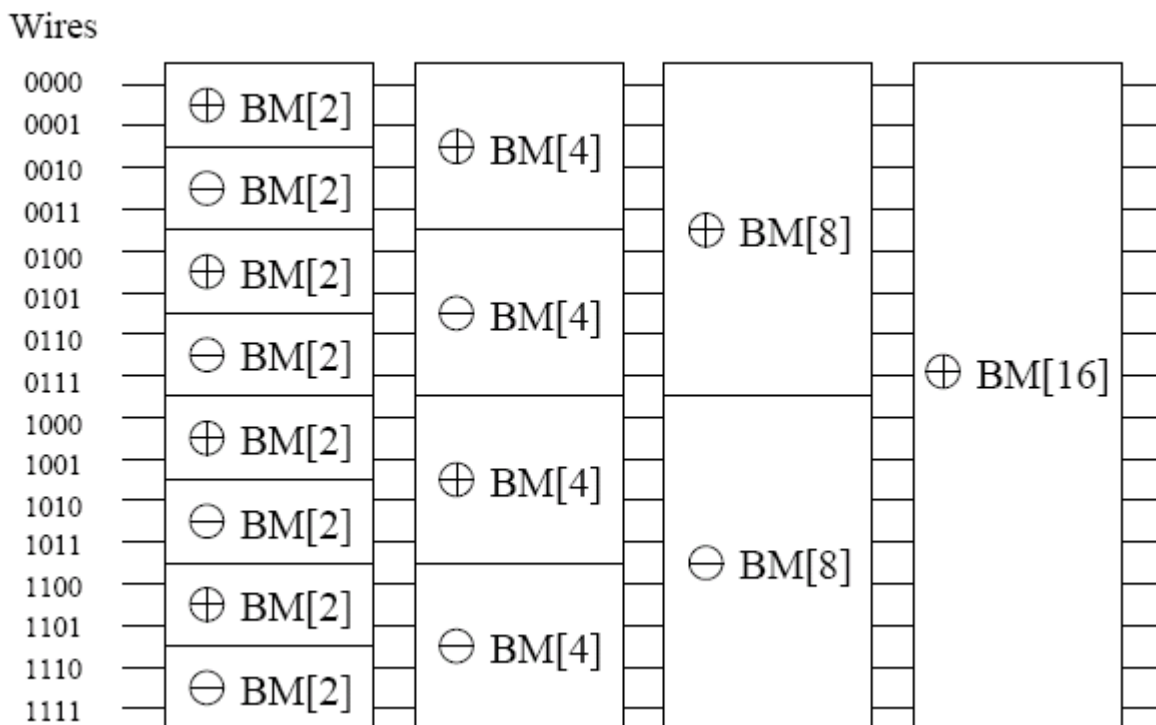 Wires
0000
0001
0010
0011
0100
0101
0110
0111
1000
1001
1010
1011
1100
1101
1110
1111
⊕ BM[2]
⊖ BM[2]
⊕ BM[2]
⊖ BM[2]
⊕ BM[2]
⊖ BM[2]
⊕ BM[2]
⊖ BM[2]
⊕ BM[4]
⊖ BM[4]
⊕ BM[4]
⊖ BM[4]
⊕ BM[8]
⊖ BM[8]
⊕ BM[16]